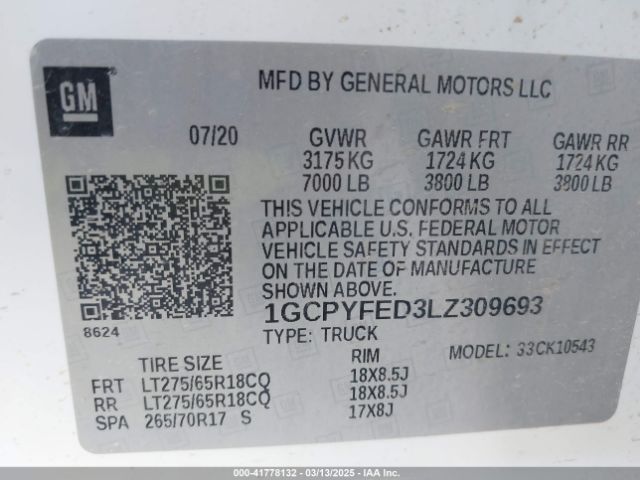 GM
MFD BY GENERAL MOTORS LLC
07/20 GVWR GAWR FRT GAWR RR
3175 KG 1724 KG 1724 KG
7000 LB 3800 LB 3800 LB
THIS VEHICLE CONFORMS TO ALL
APPLICABLE U.S. FEDERAL MOTOR
VEHICLE SAFETY STANDARDS IN EFFECT
ON THE DATE OF MANUFACTURE
SHOWN ABOVE.
1GCPYFED3LZ309693
8624
TYPE: TRUCK MODEL: 33CK10543
TIRE SIZE RIM
FRT LT275/65R18CQ 18X8.5J
RR LT275/65R18CQ 18X8.5J
SPA 265/70R17 S 17X8J
000-41778132 — 03/13/2025 — IAA Inc.